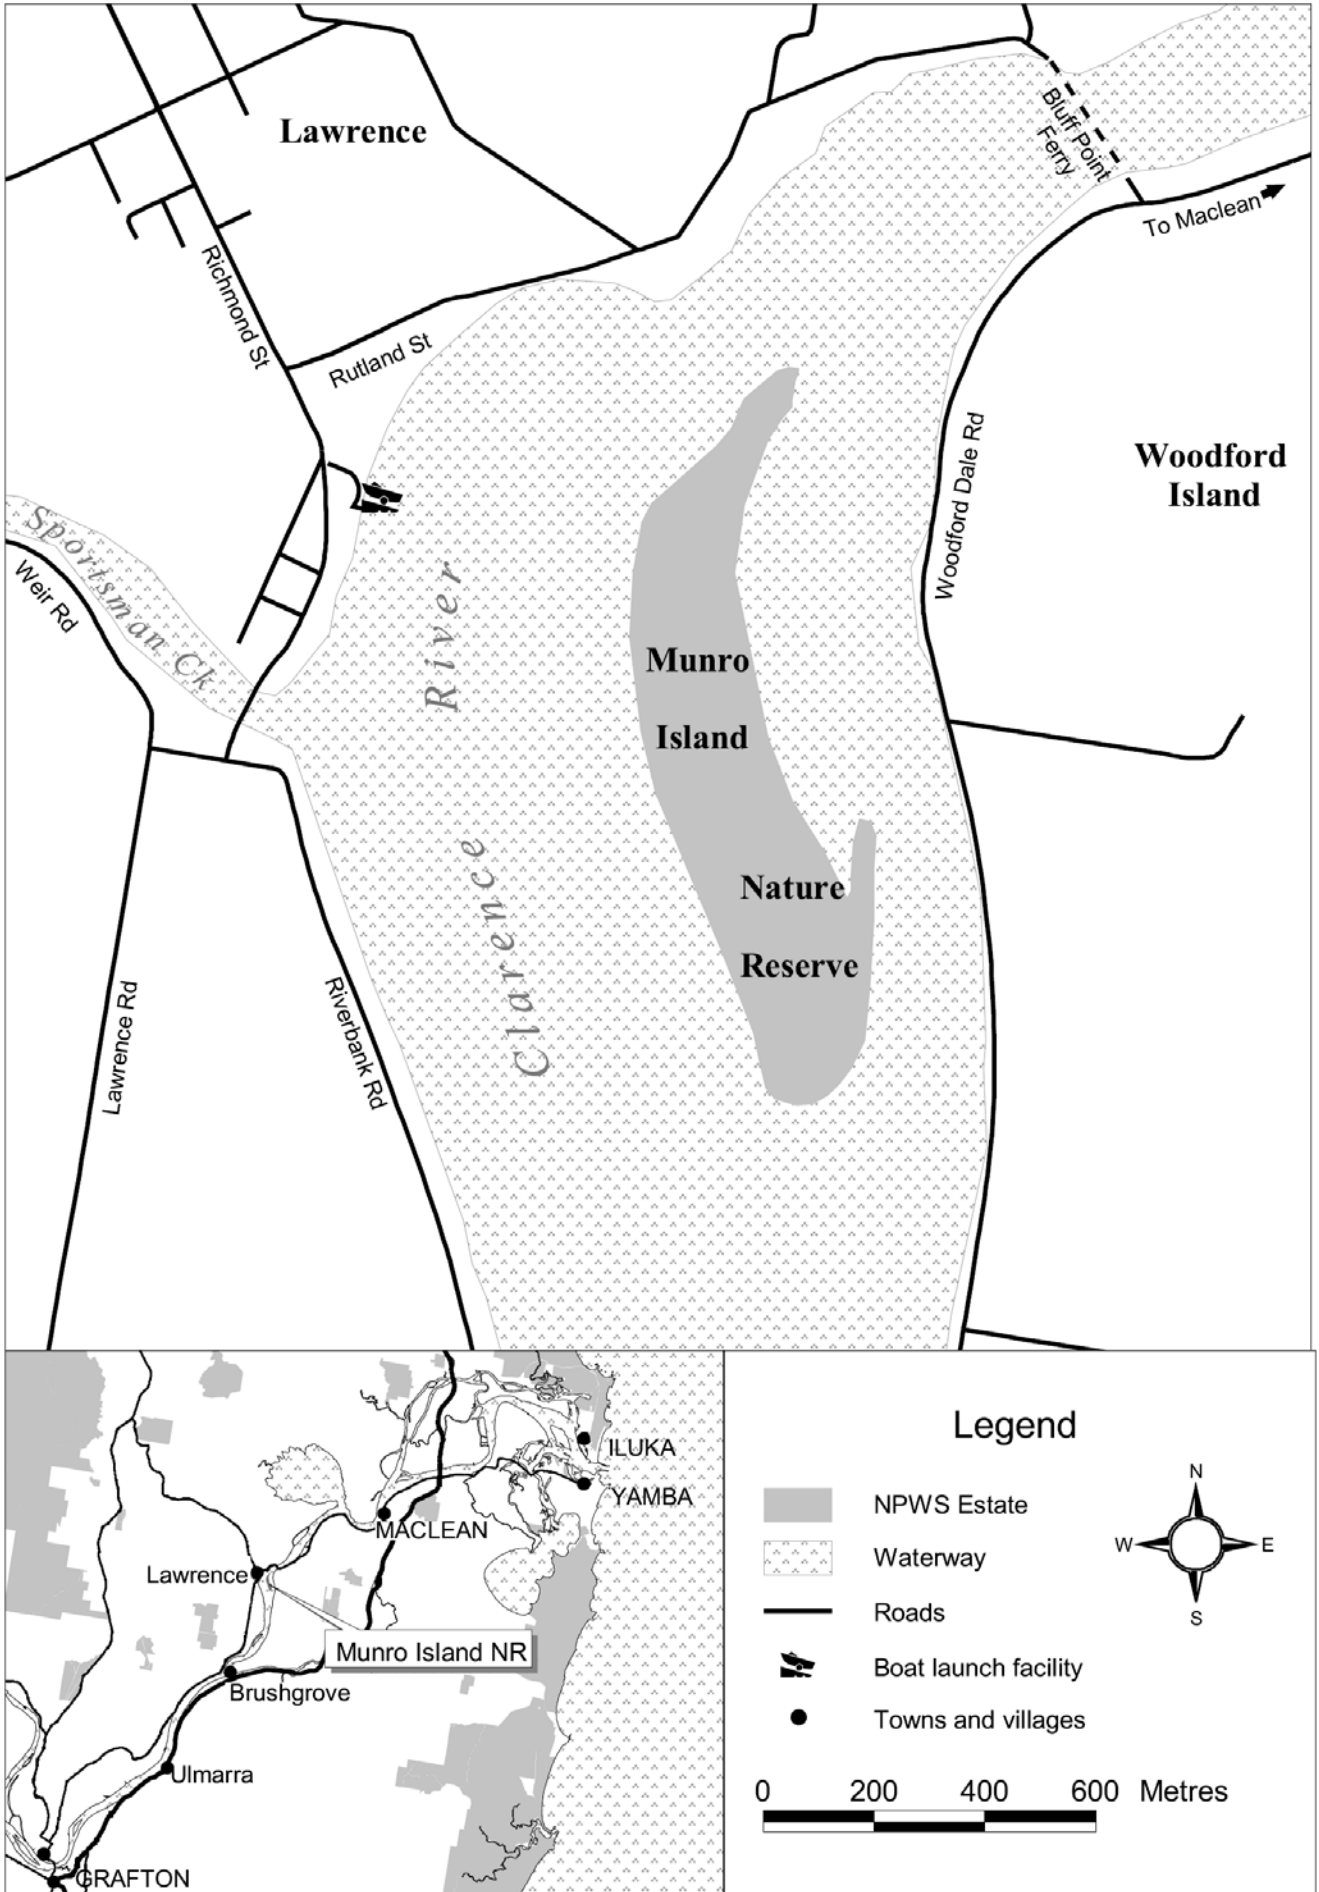 Lawrence
Bluff Point
Ferry
To Maclean
Richmond St
Rutland St
Woodford
Island
Woodford Dale Rd
Sportsman Ck
Weir Rd
River
Munro
Island
Clarence
Nature
Reserve
Lawrence Rd
Riverbank Rd
ILUKA
YAMBA
MACLEAN
Lawrence
Munro Island NR
Brushgrove
Ulmarra
GRAFTON
Legend
NPWS Estate
Waterway
Roads
Boat launch facility
Towns and villages
N
W
E
S
0 200 400 600 Metres